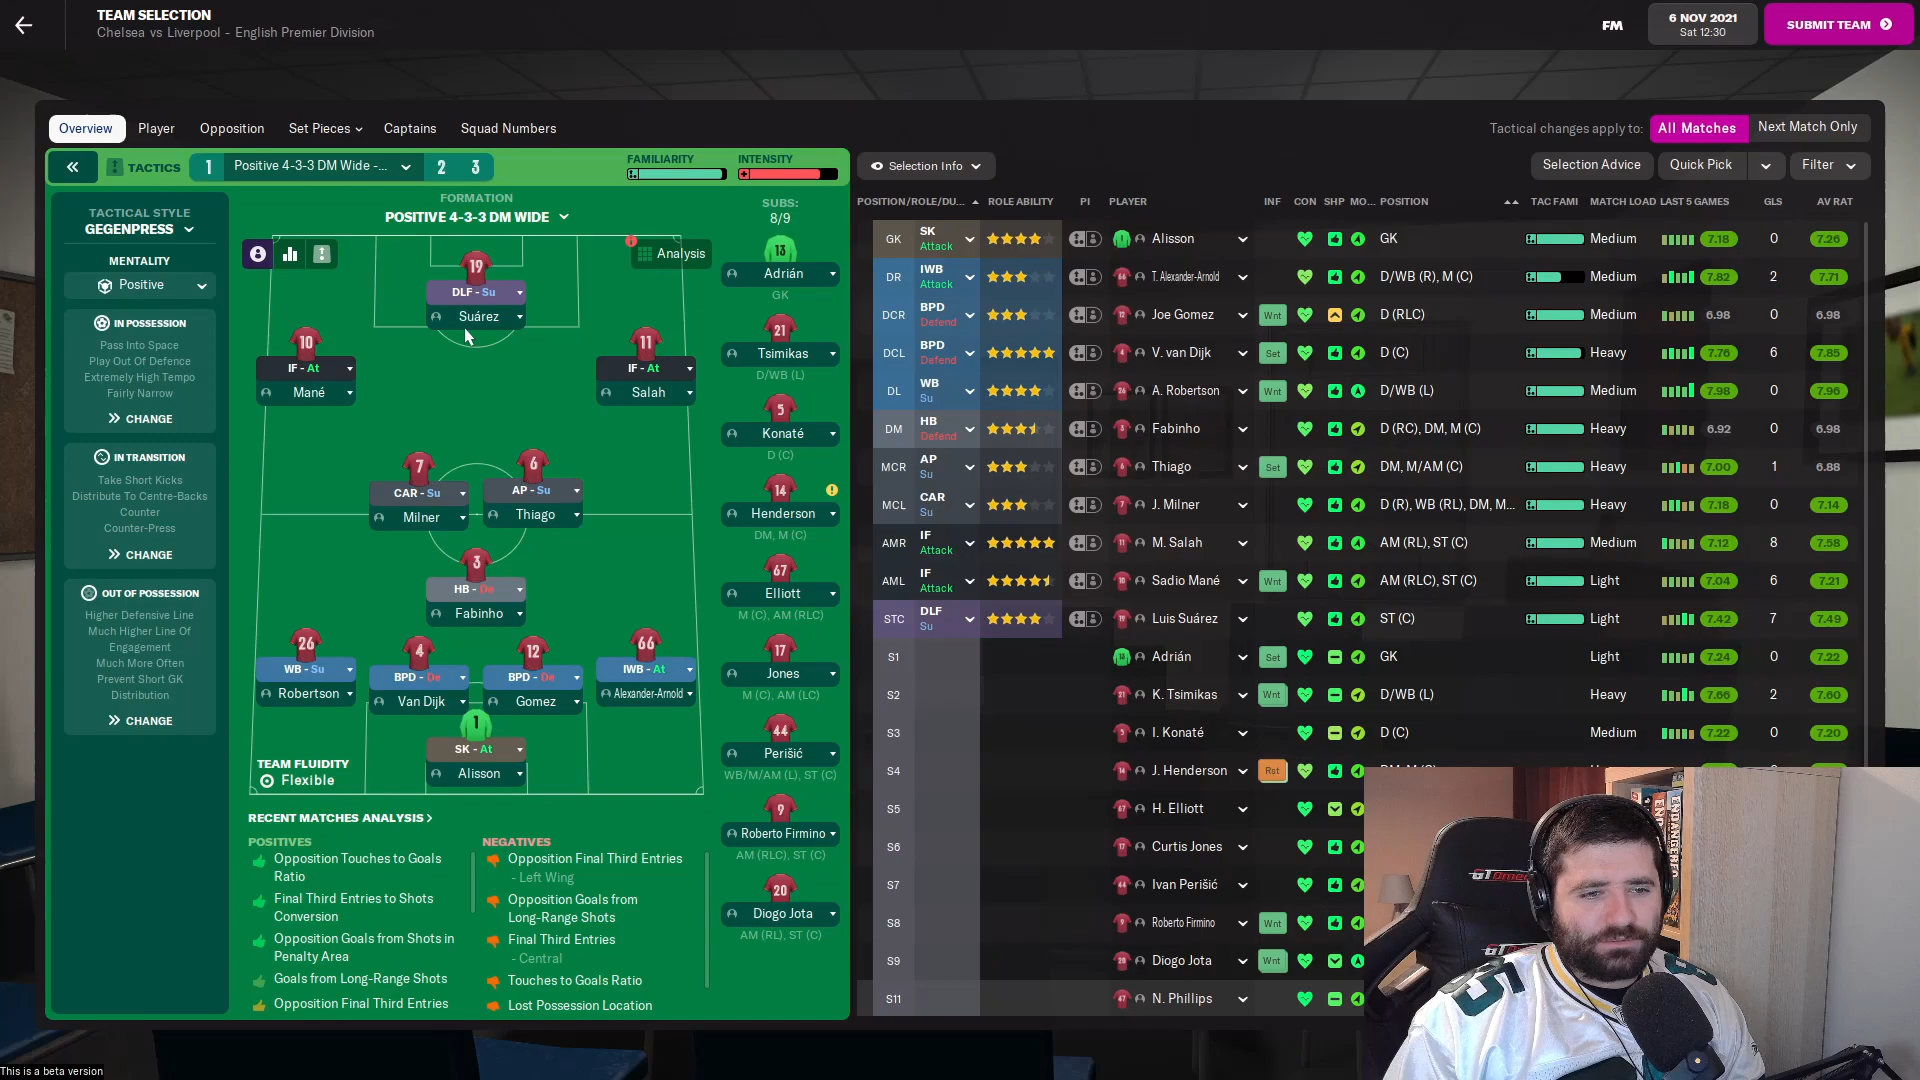 TEAM SELECTION
Chelsea vs Liverpool - English Premier Division
FM
6 NOV 2021
Sat 12:30
SUBMIT TEAM
Overview
Player
Opposition
Set Pieces
Captains
Squad Numbers
Tactical changes apply to:
All Matches
Next Match Only
TACTICS
1
Positive 4-3-3 DM Wide -...
2
3
FAMILIARITY
INTENSITY
Selection Info
Selection Advice
Quick Pick
Filter
TACTICAL STYLE
GEGENPRESS
MENTALITY
Positive
IN POSSESSION
Pass Into Space
Play Out Of Defence
Extremely High Tempo
Fairly Narrow
CHANGE
IN TRANSITION
Take Short Kicks
Distribute To Centre-Backs
Counter
Counter-Press
CHANGE
OUT OF POSSESSION
Higher Defensive Line
Much Higher Line Of
Engagement
Much More Often
Prevent Short GK
Distribution
CHANGE
FORMATION
POSITIVE 4-3-3 DM WIDE
SUBS:
8/9
Analysis
19
DLF - Su
Suárez
10
IF - At
Mané
11
IF - At
Salah
7
CAR - Su
Milner
6
AP - Su
Thiago
3
HB - De
Fabinho
26
WB - Su
Robertson
4
BPD - De
Van Dijk
12
BPD - De
Gomez
66
IWB - At
Alexander-Arnold
1
SK - At
Alisson
TEAM FLUIDITY
Flexible
13
Adrián
GK
21
Tsimikas
D/WB (L)
5
Konaté
D (C)
14
Henderson
DM, M (C)
67
Elliott
M (C), AM (RLC)
17
Jones
M (C), AM (LC)
44
Perišić
WB/M/AM (L), ST (C)
9
Roberto Firmino
AM (RLC), ST (C)
20
Diogo Jota
AM (RL), ST (C)
RECENT MATCHES ANALYSIS >
POSITIVES
Opposition Touches to Goals
Ratio
Final Third Entries to Shots
Conversion
Opposition Goals from Shots in
Penalty Area
Goals from Long-Range Shots
Opposition Final Third Entries
NEGATIVES
Opposition Final Third Entries
- Left Wing
Opposition Goals from
Long-Range Shots
Final Third Entries
- Central
Touches to Goals Ratio
Lost Possession Location
POSITION/ROLE/DU... ROLE ABILITY PI PLAYER INF CON SHP MO... POSITION TAC FAMI MATCH LOAD LAST 5 GAMES GLS AV RAT
GK SK Attack Alisson GK Medium 7.18 0 7.26
DR IWB Attack T. Alexander-Arnold D/WB (R), M (C) Medium 7.82 2 7.71
DCR BPD Defend Joe Gomez Wnt D (RLC) Medium 6.98 0 6.98
DCL BPD Defend V. van Dijk Set D (C) Heavy 7.76 6 7.85
DL WB Su A. Robertson Wnt D/WB (L) Medium 7.98 0 7.96
DM HB Defend Fabinho D (RC), DM, M (C) Heavy 6.92 0 6.98
MCR AP Su Thiago Set DM, M/AM (C) Heavy 7.00 1 6.88
MCL CAR Su J. Milner D (R), WB (RL), DM, M... Heavy 7.18 0 7.14
AMR IF Attack M. Salah AM (RL), ST (C) Medium 7.12 8 7.58
AML IF Attack Sadio Mané Wnt AM (RLC), ST (C) Light 7.04 6 7.21
STC DLF Su Luis Suárez ST (C) Light 7.42 7 7.49
S1 Adrián Set GK Light 7.24 0 7.22
S2 K. Tsimikas Wnt D/WB (L) Heavy 7.66 2 7.60
S3 I. Konaté D (C) Medium 7.22 0 7.20
S4 J. Henderson Rst
S5 H. Elliott
S6 Curtis Jones
S7 Ivan Perišić
S8 Roberto Firmino Wnt
S9 Diogo Jota Wnt
S11 N. Phillips
This is a beta version